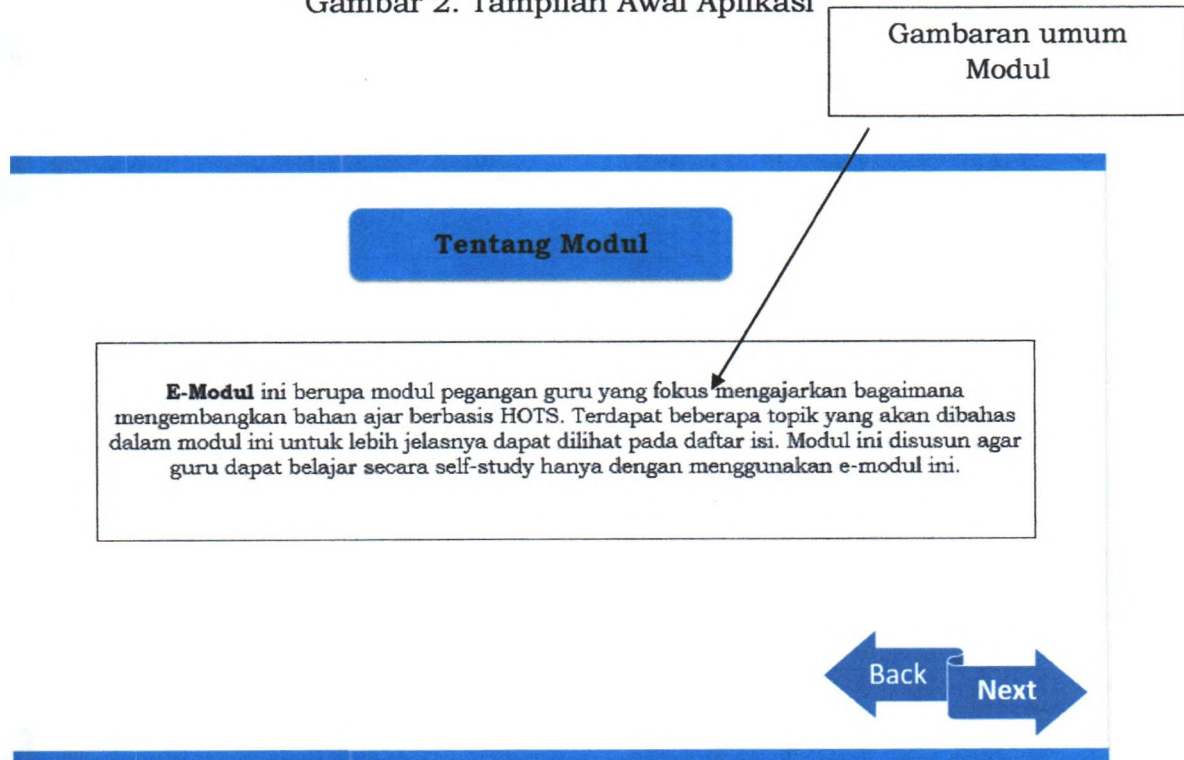 Gambar 2. Tampilan Awal Aplikasi
Gambaran umum
Modul
Tentang Modul
E-Modul ini berupa modul pegangan guru yang fokus mengajarkan bagaimana
mengembangkan bahan ajar berbasis HOTS. Terdapat beberapa topik yang akan dibahas
dalam modul ini untuk lebih jelasnya dapat dilihat pada daftar isi. Modul ini disusun agar
guru dapat belajar secara self-study hanya dengan menggunakan e-modul ini.
Back
Next